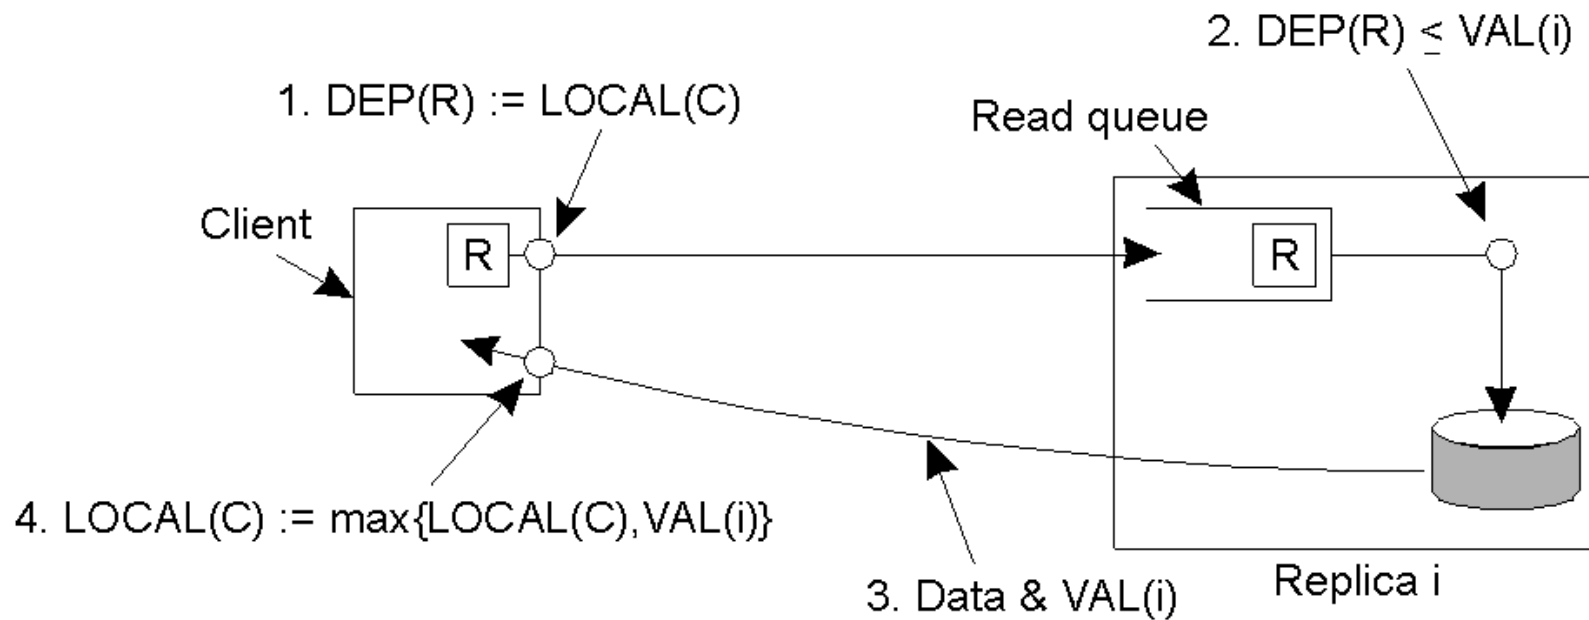 2. DEP(R) ≤ VAL(i)
1. DEP(R) := LOCAL(C)
Read queue
Client
R
R
4. LOCAL(C) := max{LOCAL(C),VAL(i)}
3. Data & VAL(i)
Replica i